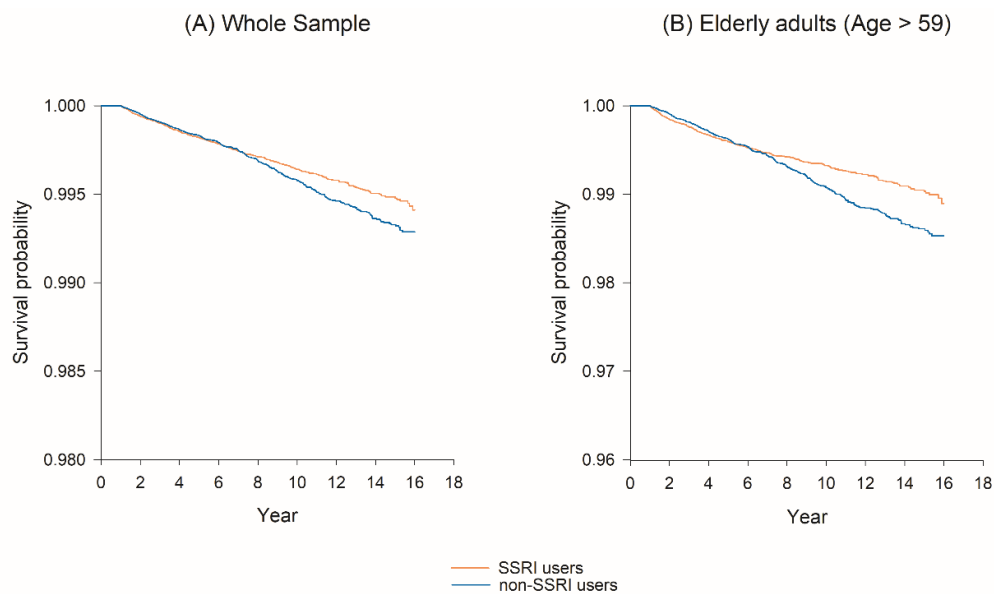 (A) Whole Sample
Survival probability
1.000
0.995
0.990
0.985
0.980
0 2 4 6 8 10 12 14 16 18
Year
(B) Elderly adults (Age > 59)
Survival probability
1.00
0.99
0.98
0.97
0.96
0 2 4 6 8 10 12 14 16 18
Year
SSRI users
non-SSRI users